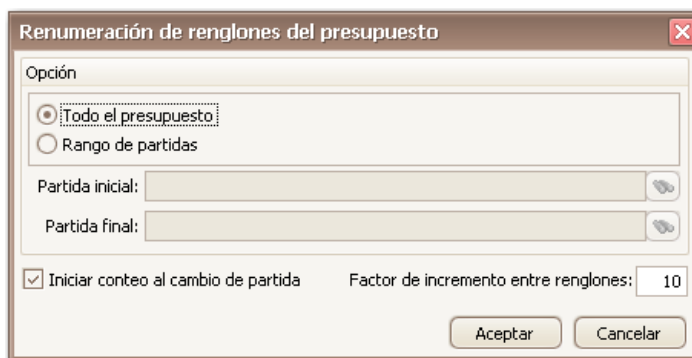 Renumeración de renglones del presupuesto
Opción
Todo el presupuesto
Rango de partidas
Partida inicial:
Partida final:
Iniciar conteo al cambio de partida Factor de incremento entre renglones: 10
Aceptar Cancelar